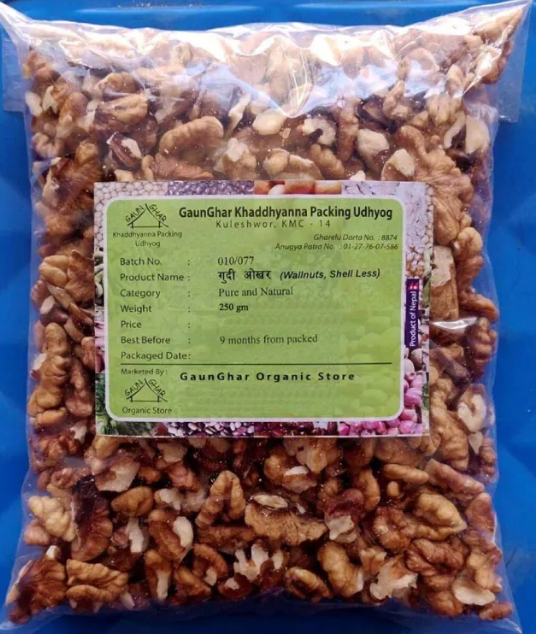 GAUN GHAR
Khaddhyanna Packing
Udhyog
GaunGhar Khaddhyanna Packing Udhyog
Kuleshwor, KMC - 14
Gharelu Darta No. : 8874
Anugya Patra No. : 01-27-76-07-586
Batch No. : 010/077
Product Name : गुदी ओखर (Wallnuts, Shell Less)
Category : Pure and Natural
Weight : 250 gm
Price :
Best Before : 9 months from packed
Packaged Date:
Product of Nepal
Marketed By:
GAUN GHAR
Organic Store
GaunGhar Organic Store